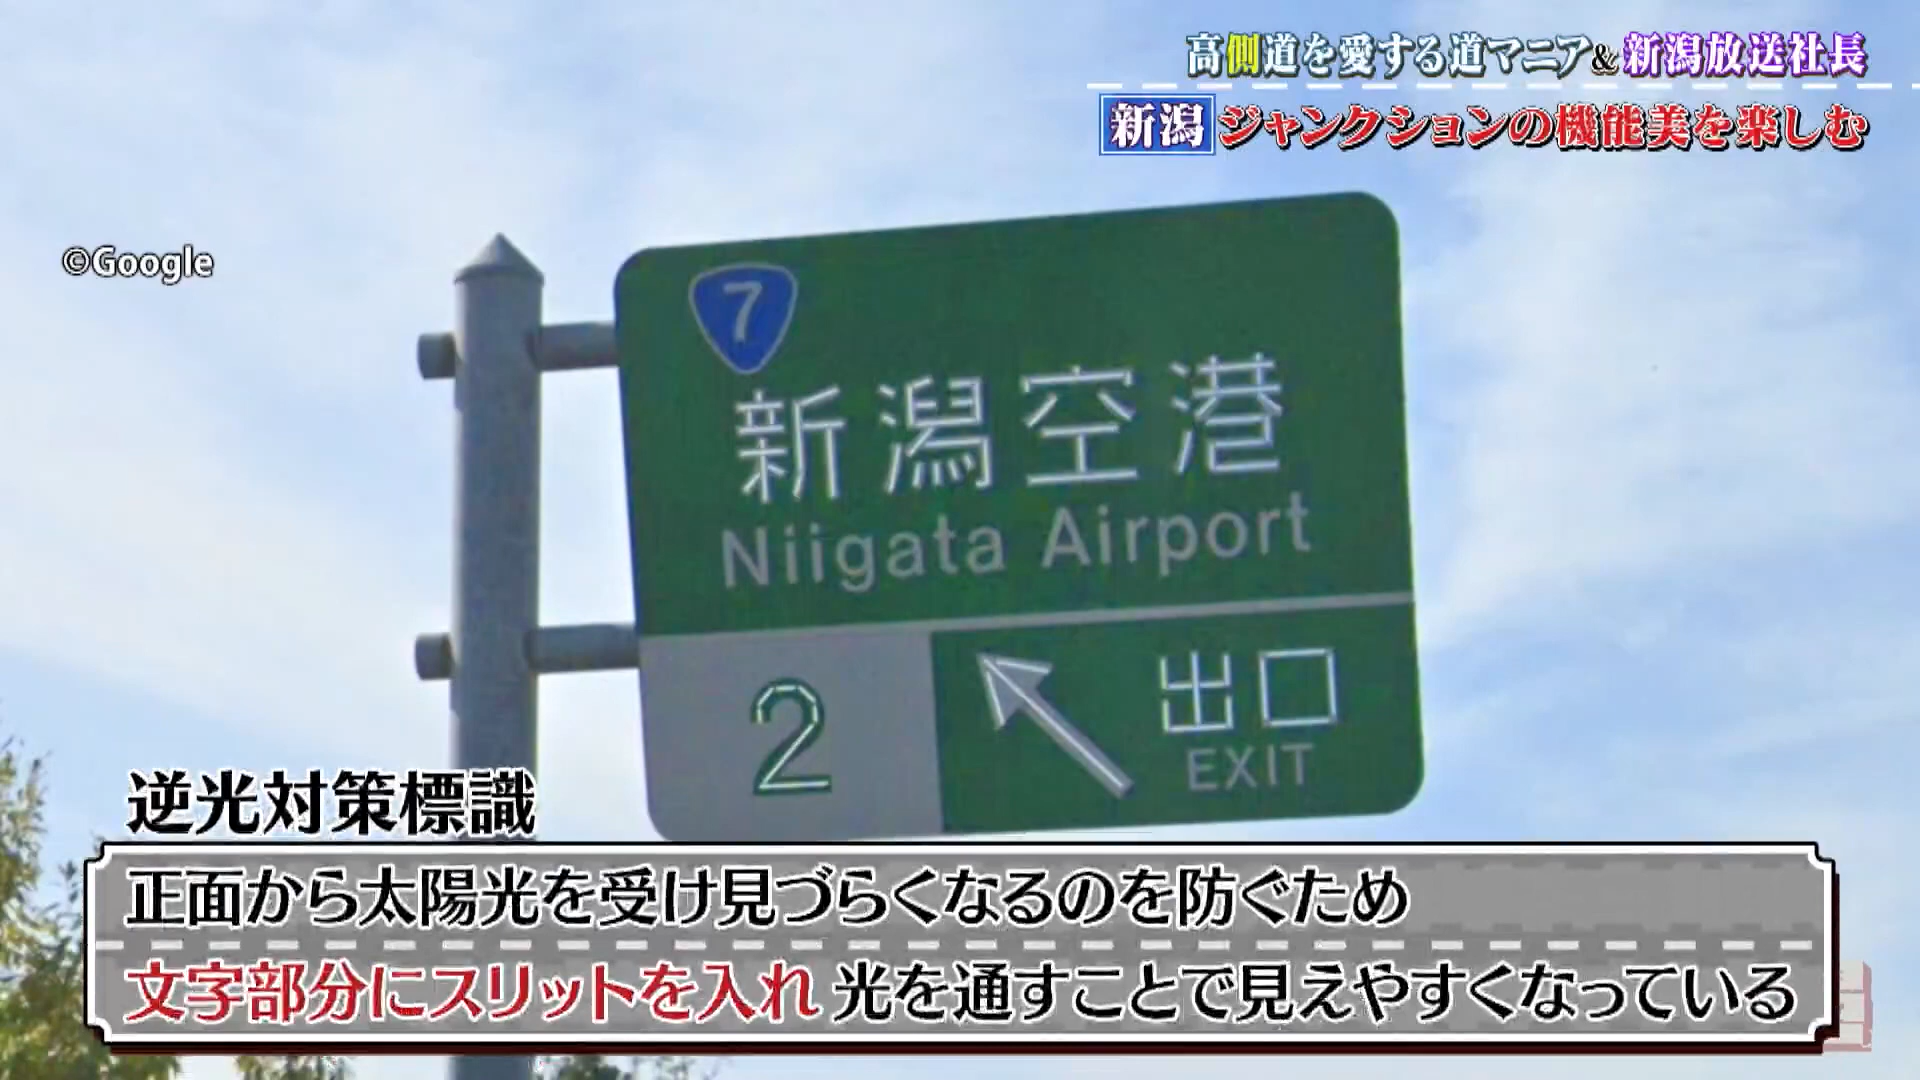 高側道を愛する道マニア&新潟放送社長
新潟 ジャンクションの機能美を楽しむ
©Google
7
新潟空港
Niigata Airport
2
出口
EXIT
逆光対策標識
正面から太陽光を受け見づらくなるのを防ぐため
文字部分にスリットを入れ 光を通すことで見えやすくなっている